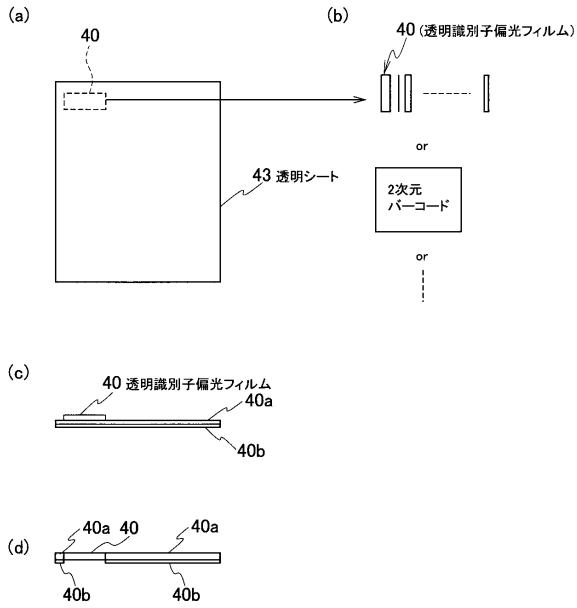 (a)
(b)
40
40 (透明識別子偏光フィルム)
or
43 透明シート
2次元
バーコード
or
(c)
40 透明識別子偏光フィルム
40a
40b
(d)
40a
40
40a
40b
40b